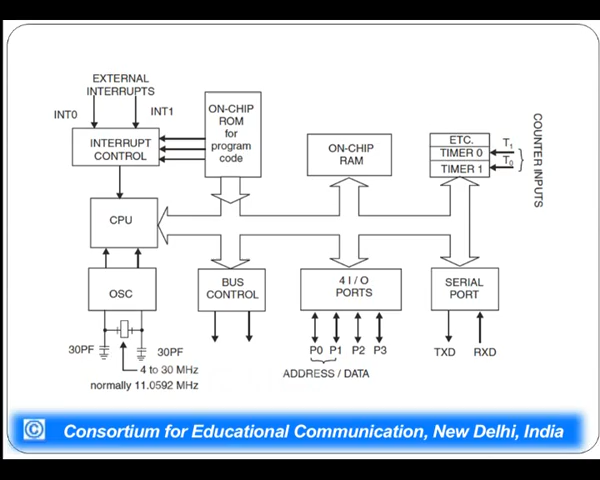 EXTERNAL
INTERRUPTS
INT0
INT1
INTERRUPT
CONTROL
ON-CHIP
ROM
for
program
code
ON-CHIP
RAM
ETC.
TIMER 0
TIMER 1
T1
T0
COUNTER INPUTS
CPU
OSC
BUS
CONTROL
4 I / O
PORTS
SERIAL
PORT
30PF
30PF
4 to 30 MHz
normally 11.0592 MHz
P0 P1 P2 P3
ADDRESS / DATA
TXD RXD
© Consortium for Educational Communication, New Delhi, India